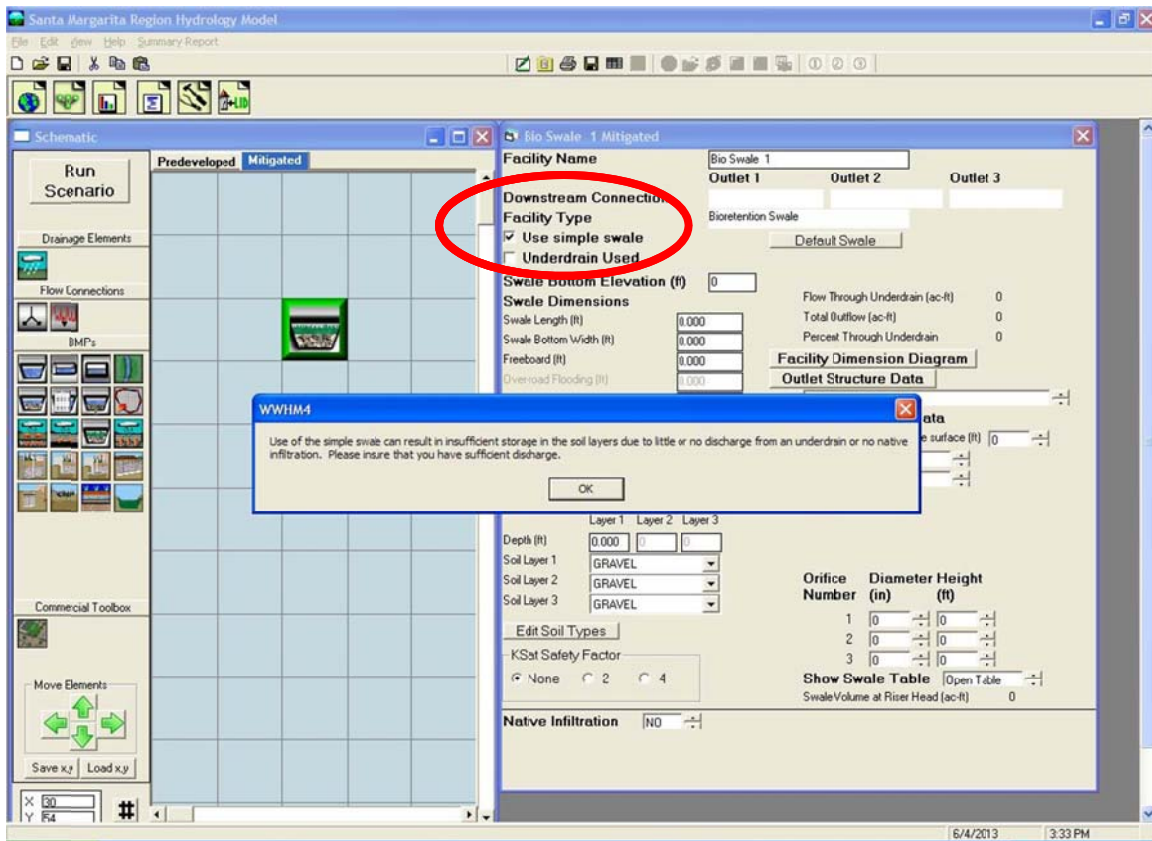 Santa Margarita Region Hydrology Model
File Edit View Help Summary Report
Schematic
Run Scenario
Predeveloped Mitigated
Drainage Elements
Flow Connections
BMPs
Commercial Toolbox
Move Elements
Save x,y Load x,y
X 30
Y 54
#
Bio Swale 1 Mitigated
Facility Name Bio Swale 1
Outlet 1 Outlet 2 Outlet 3
Downstream Connection
Facility Type Bioretention Swale
Use simple swale Default Swale
Underdrain Used
Swale Bottom Elevation (ft) 0
Swale Dimensions
Swale Length (ft) 0.000
Swale Bottom Width (ft) 0.000
Freeboard (ft) 0.000
Over-road Flooding (ft) 0.000
Flow Through Underdrain (ac-ft) 0
Total Outflow (ac-ft) 0
Percent Through Underdrain 0
Facility Dimension Diagram
Outlet Structure Data
ata
e surface (ft) 0
WWHM4
Use of the simple swale can result in insufficient storage in the soil layers due to little or no discharge from an underdrain or no native
infiltration. Please insure that you have sufficient discharge.
OK
Layer 1 Layer 2 Layer 3
Depth (ft) 0.000 0 0
Soil Layer 1 GRAVEL
Soil Layer 2 GRAVEL
Soil Layer 3 GRAVEL
Edit Soil Types
KSat Safety Factor
None 2 4
Orifice Diameter Height
Number (in) (ft)
1 0 0
2 0 0
3 0 0
Show Swale Table Open Table
Swale Volume at Riser Head (ac-ft) 0
Native Infiltration NO
6/4/2013 3:33 PM